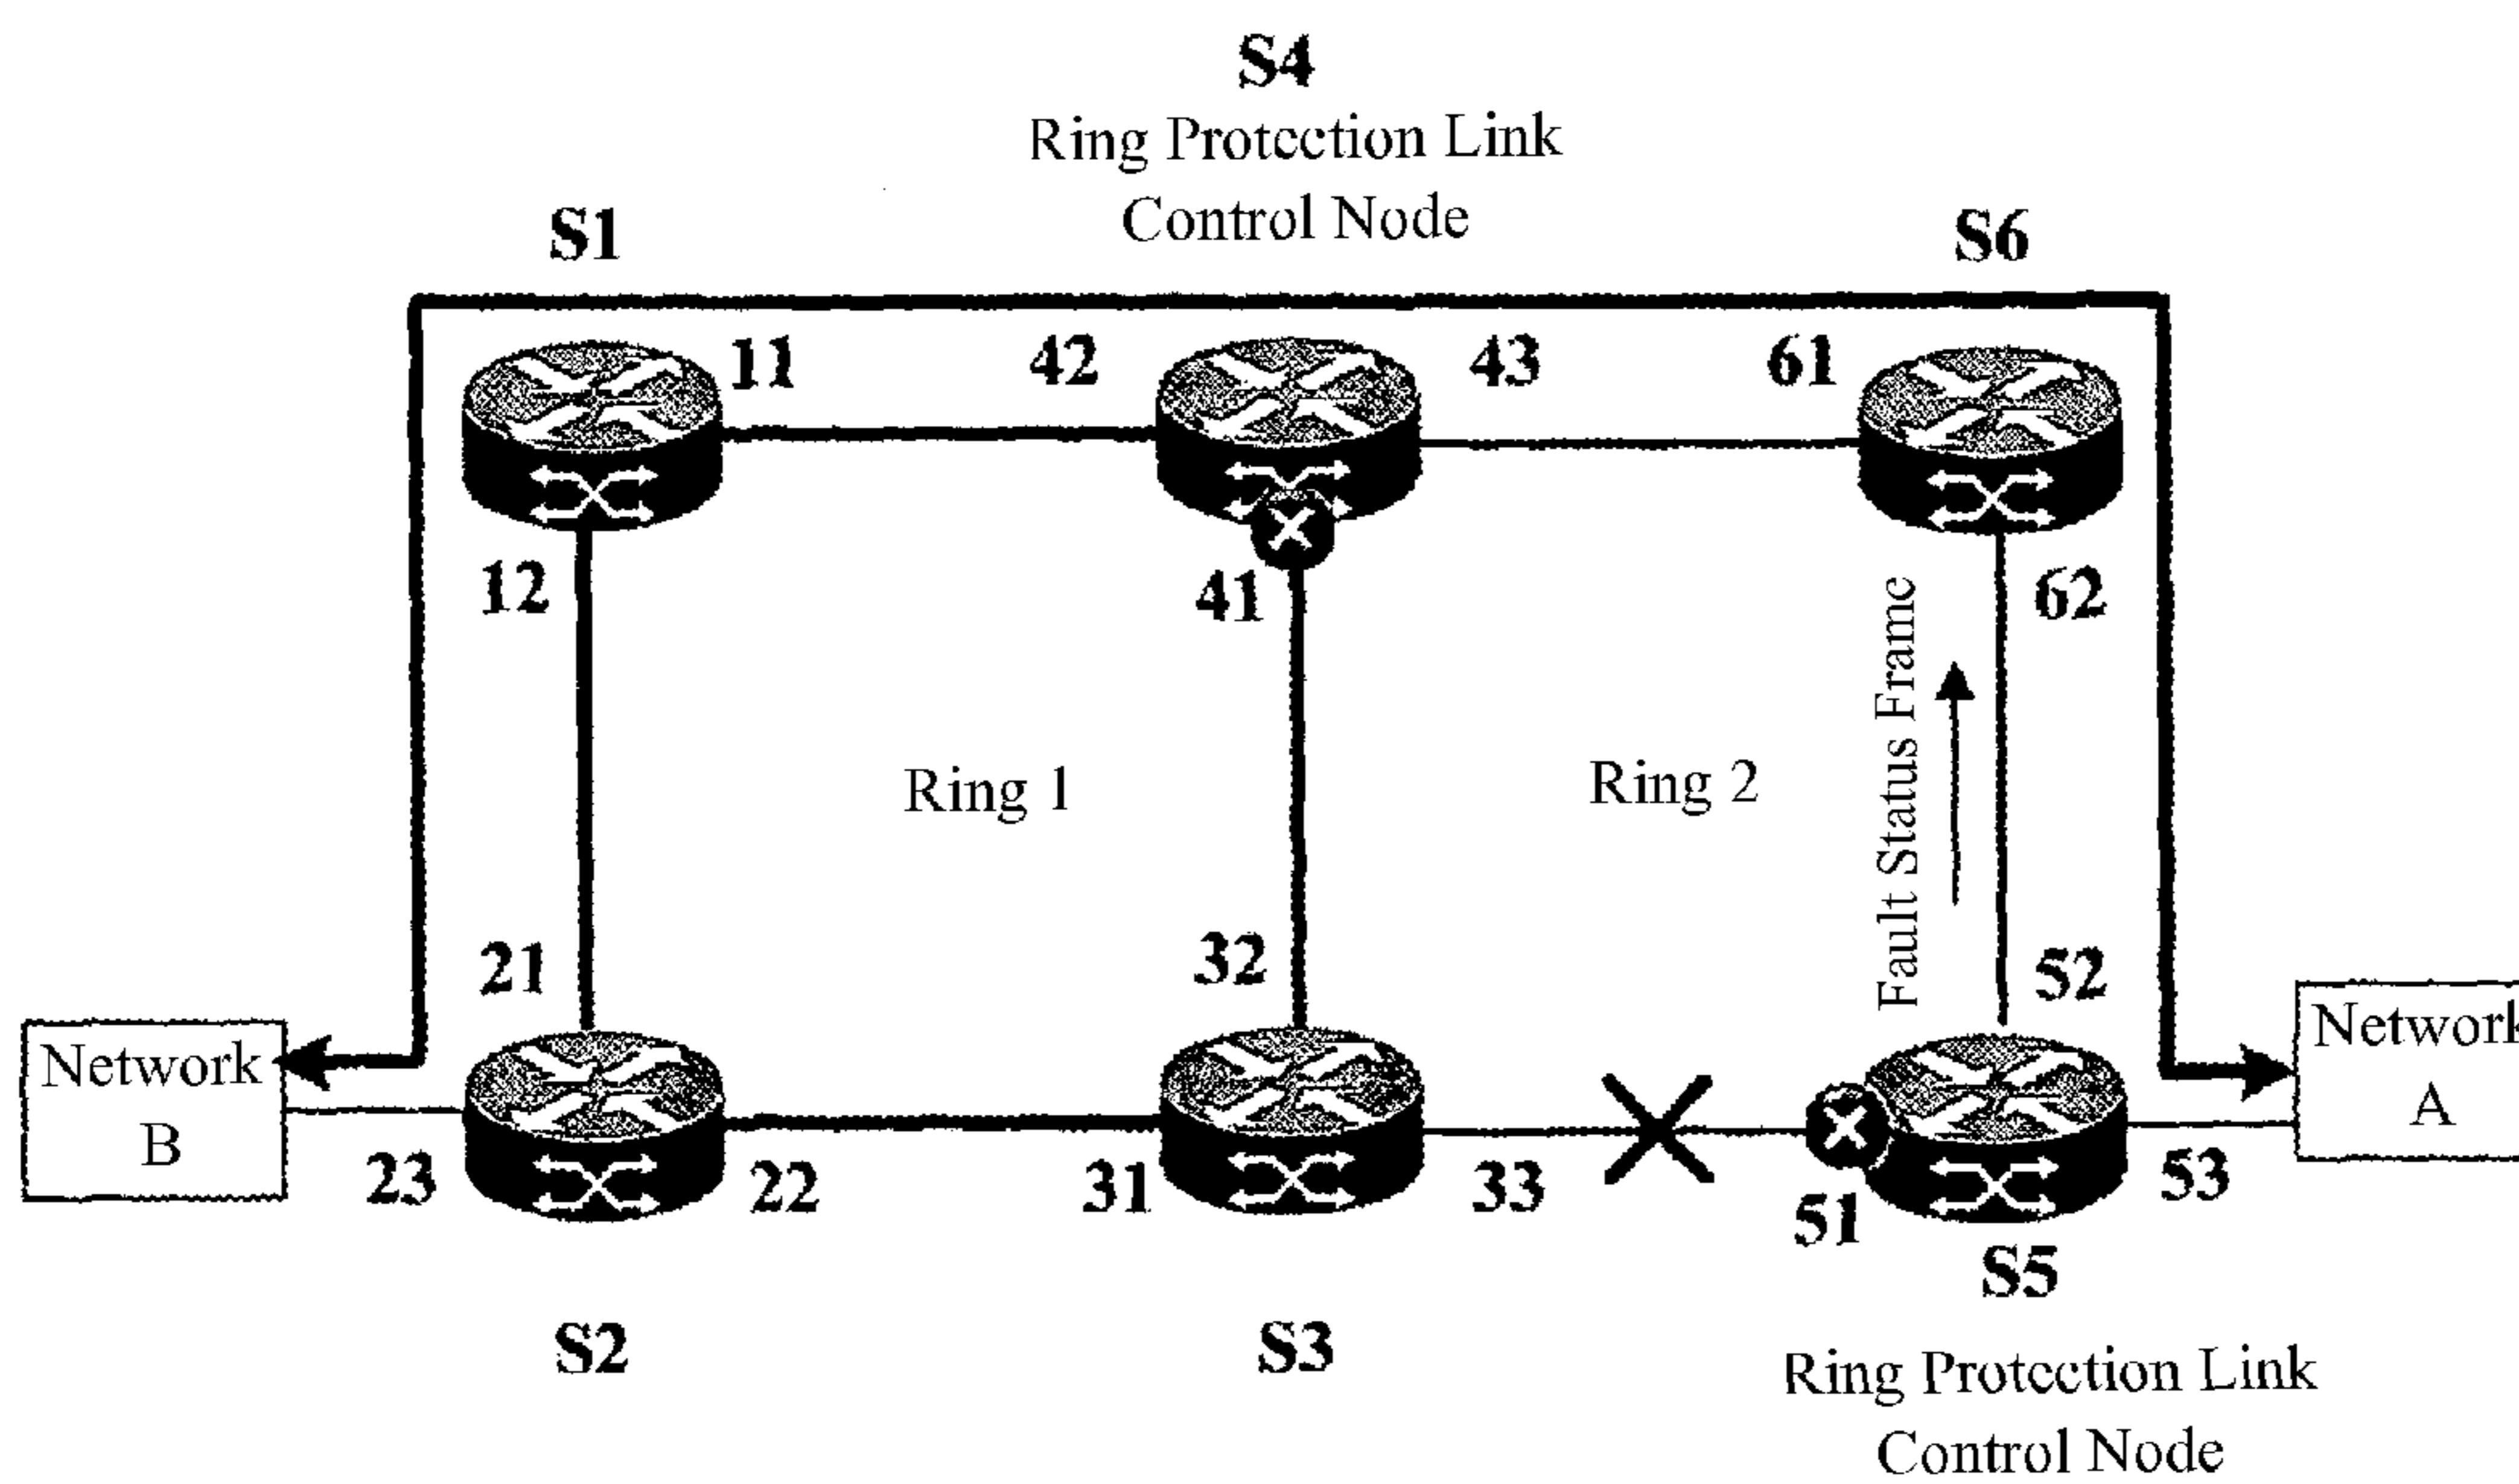 S4
Ring Protection Link
Control Node
S1
S6
11
42
43
61
12
41
62
Fault Status Frame
Ring 1
Ring 2
21
32
52
Network
B
Network
A
23
22
31
33
51
53
S5
S2
S3
Ring Protection Link
Control Node